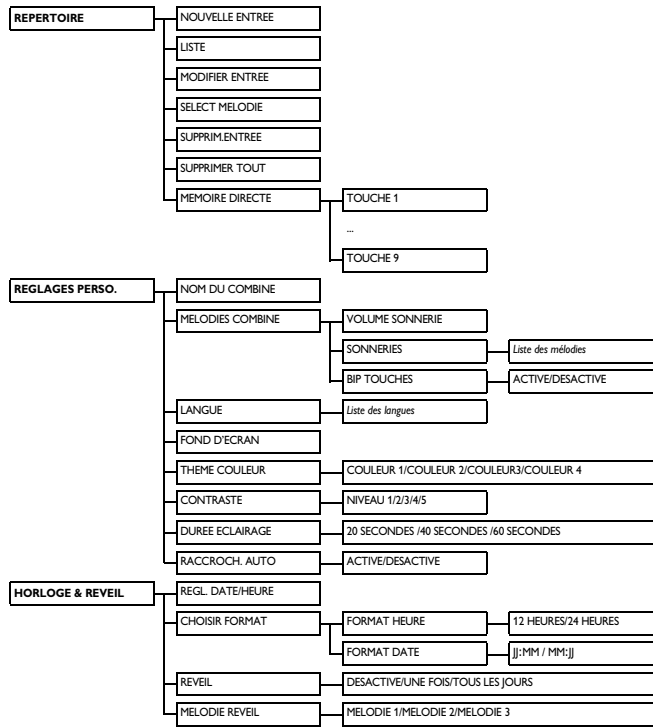 REPERTOIRE
NOUVELLE ENTREE
LISTE
MODIFIER ENTREE
SELECT MELODIE
SUPPRIM.ENTREE
SUPPRIMER TOUT
MEMOIRE DIRECTE
TOUCHE 1
...
TOUCHE 9
REGLAGES PERSO.
NOM DU COMBINE
MELODIES COMBINE
VOLUME SONNERIE
SONNERIES
Liste des mélodies
BIP TOUCHES
ACTIVE/DESACTIVE
LANGUE
Liste des langues
FOND D'ECRAN
THEME COULEUR
COULEUR 1/COULEUR 2/COULEUR3/COULEUR 4
CONTRASTE
NIVEAU 1/2/3/4/5
DUREE ECLAIRAGE
20 SECONDES /40 SECONDES /60 SECONDES
RACCROCH. AUTO
ACTIVE/DESACTIVE
HORLOGE & REVEIL
REGL. DATE/HEURE
CHOISIR FORMAT
FORMAT HEURE
12 HEURES/24 HEURES
FORMAT DATE
JJ:MM / MM:JJ
REVEIL
DESACTIVE/UNE FOIS/TOUS LES JOURS
MELODIE REVEIL
MELODIE 1/MELODIE 2/MELODIE 3